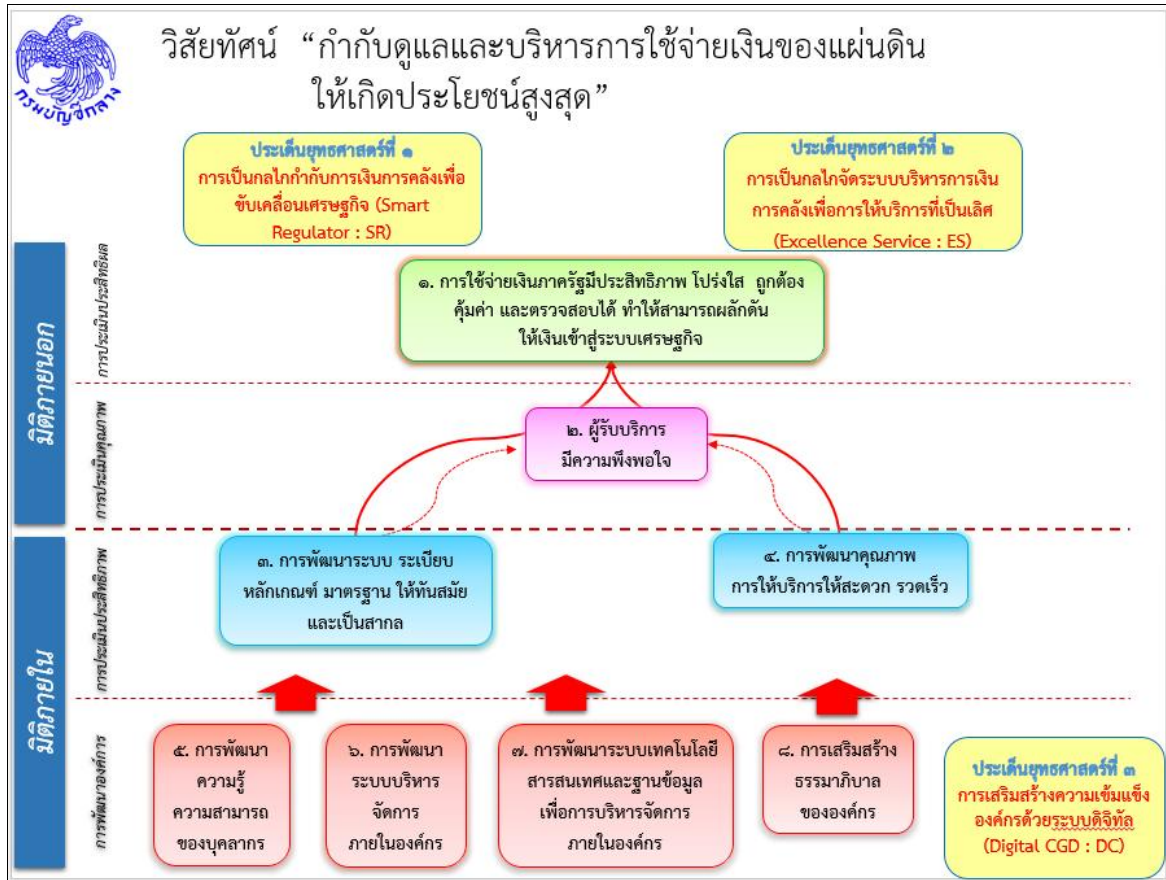 กรมบัญชีกลาง
วิสัยทัศน์ “กำกับดูแลและบริหารการใช้จ่ายเงินของแผ่นดิน
ให้เกิดประโยชน์สูงสุด”
ประเด็นยุทธศาสตร์ที่ ๑
การเป็นกลไกกำกับการเงินการคลังเพื่อ
ขับเคลื่อนเศรษฐกิจ (Smart
Regulator : SR)
ประเด็นยุทธศาสตร์ที่ ๒
การเป็นกลไกจัดระบบบริหารการเงิน
การคลังเพื่อการให้บริการที่เป็นเลิศ
(Excellence Service : ES)
มิติภายนอก
การประเมินประสิทธิผล
๑. การใช้จ่ายเงินภาครัฐมีประสิทธิภาพ โปร่งใส ถูกต้อง
คุ้มค่า และตรวจสอบได้ ทำให้สามารถผลักดัน
ให้เงินเข้าสู่ระบบเศรษฐกิจ
การประเมินคุณภาพ
๒. ผู้รับบริการ
มีความพึงพอใจ
มิติภายใน
การประเมินประสิทธิภาพ
๓. การพัฒนาระบบ ระเบียบ
หลักเกณฑ์ มาตรฐาน ให้ทันสมัย
และเป็นสากล
๔. การพัฒนาคุณภาพ
การให้บริการให้สะดวก รวดเร็ว
การพัฒนาองค์การ
๕. การพัฒนา
ความรู้
ความสามารถ
ของบุคลากร
๖. การพัฒนา
ระบบบริหาร
จัดการ
ภายในองค์กร
๗. การพัฒนาระบบเทคโนโลยี
สารสนเทศและฐานข้อมูล
เพื่อการบริหารจัดการ
ภายในองค์กร
๘. การเสริมสร้าง
ธรรมาภิบาล
ขององค์กร
ประเด็นยุทธศาสตร์ที่ ๓
การเสริมสร้างความเข้มแข็ง
องค์กรด้วยระบบดิจิทัล
(Digital CGD : DC)